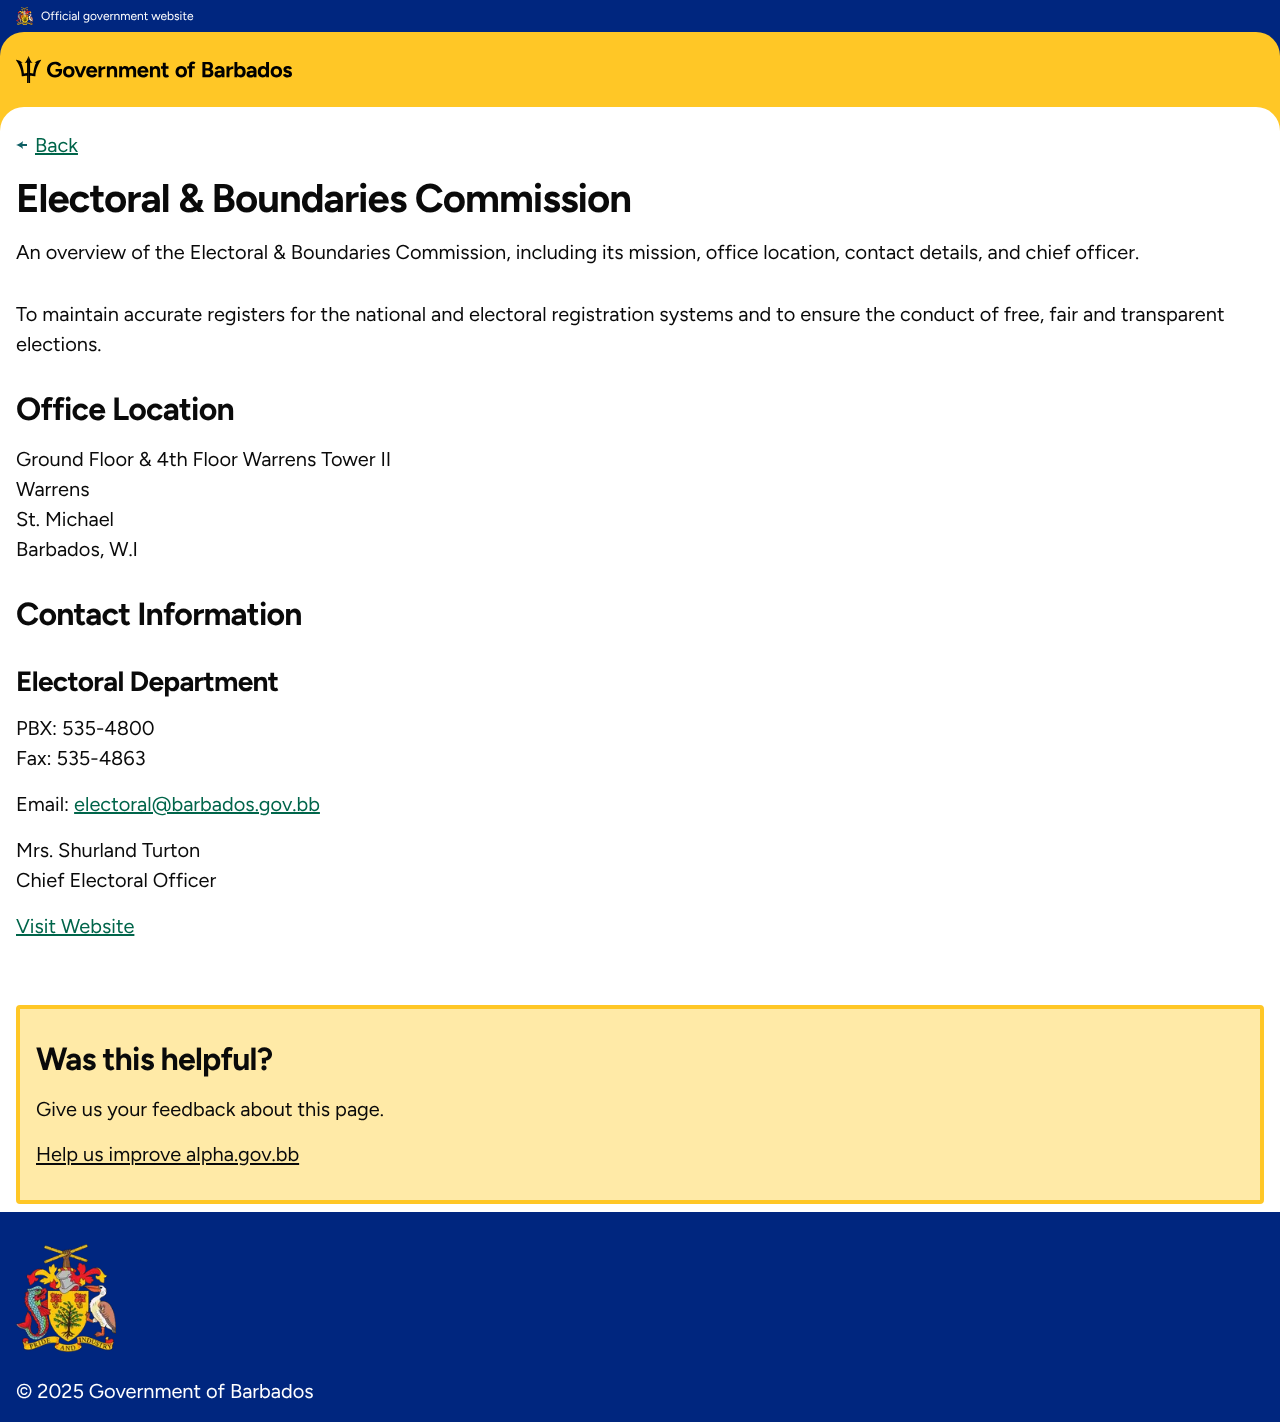 Official government website
Government of Barbados
Back
Electoral & Boundaries Commission
An overview of the Electoral & Boundaries Commission, including its mission, office location, contact details, and chief officer.
To maintain accurate registers for the national and electoral registration systems and to ensure the conduct of free, fair and transparent
elections.
Office Location
Ground Floor & 4th Floor Warrens Tower II
Warrens
St. Michael
Barbados, W.I
Contact Information
Electoral Department
PBX: 535-4800
Fax: 535-4863
Email: electoral@barbados.gov.bb
Mrs. Shurland Turton
Chief Electoral Officer
Visit Website
Was this helpful?
Give us your feedback about this page.
Help us improve alpha.gov.bb
PRIDE AND INDUSTRY
© 2025 Government of Barbados